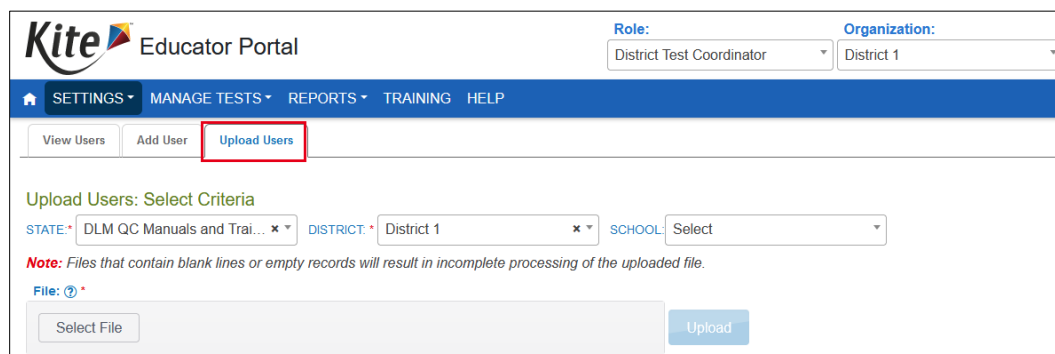 Kite Educator Portal
Role: Organization:
District Test Coordinator District 1
SETTINGS MANAGE TESTS REPORTS TRAINING HELP
View Users Add User Upload Users
Upload Users: Select Criteria
STATE:* DLM QC Manuals and Trai... × DISTRICT: * District 1 × SCHOOL: Select
Note: Files that contain blank lines or empty records will result in incomplete processing of the uploaded file.
File: ? *
Select File Upload